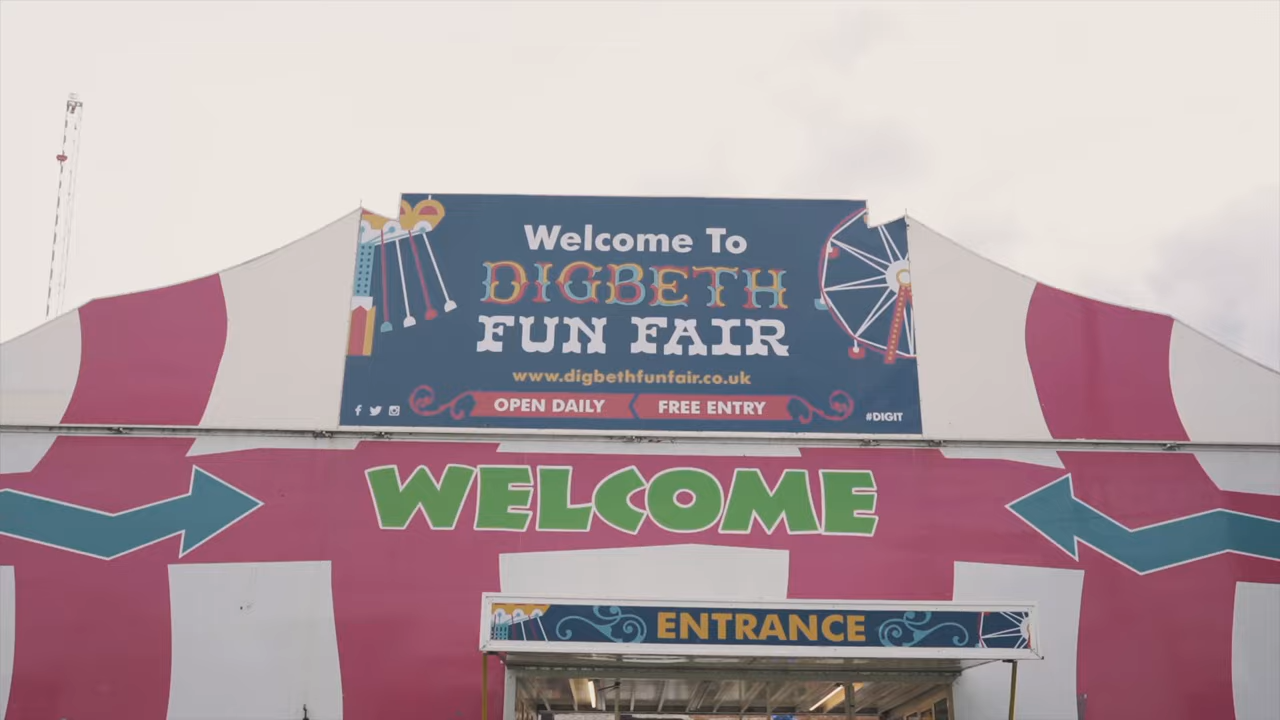 Welcome To
DIGBETH
FUN FAIR
www.digbethfunfair.co.uk
OPEN DAILY FREE ENTRY
#DIGIT
WELCOME
ENTRANCE